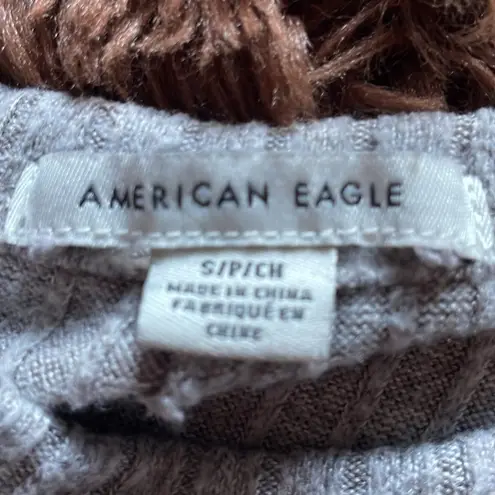 AMERICAN EAGLE
S/P/CH
MADE IN CHINA
FABRIQUÉ EN
CHINE